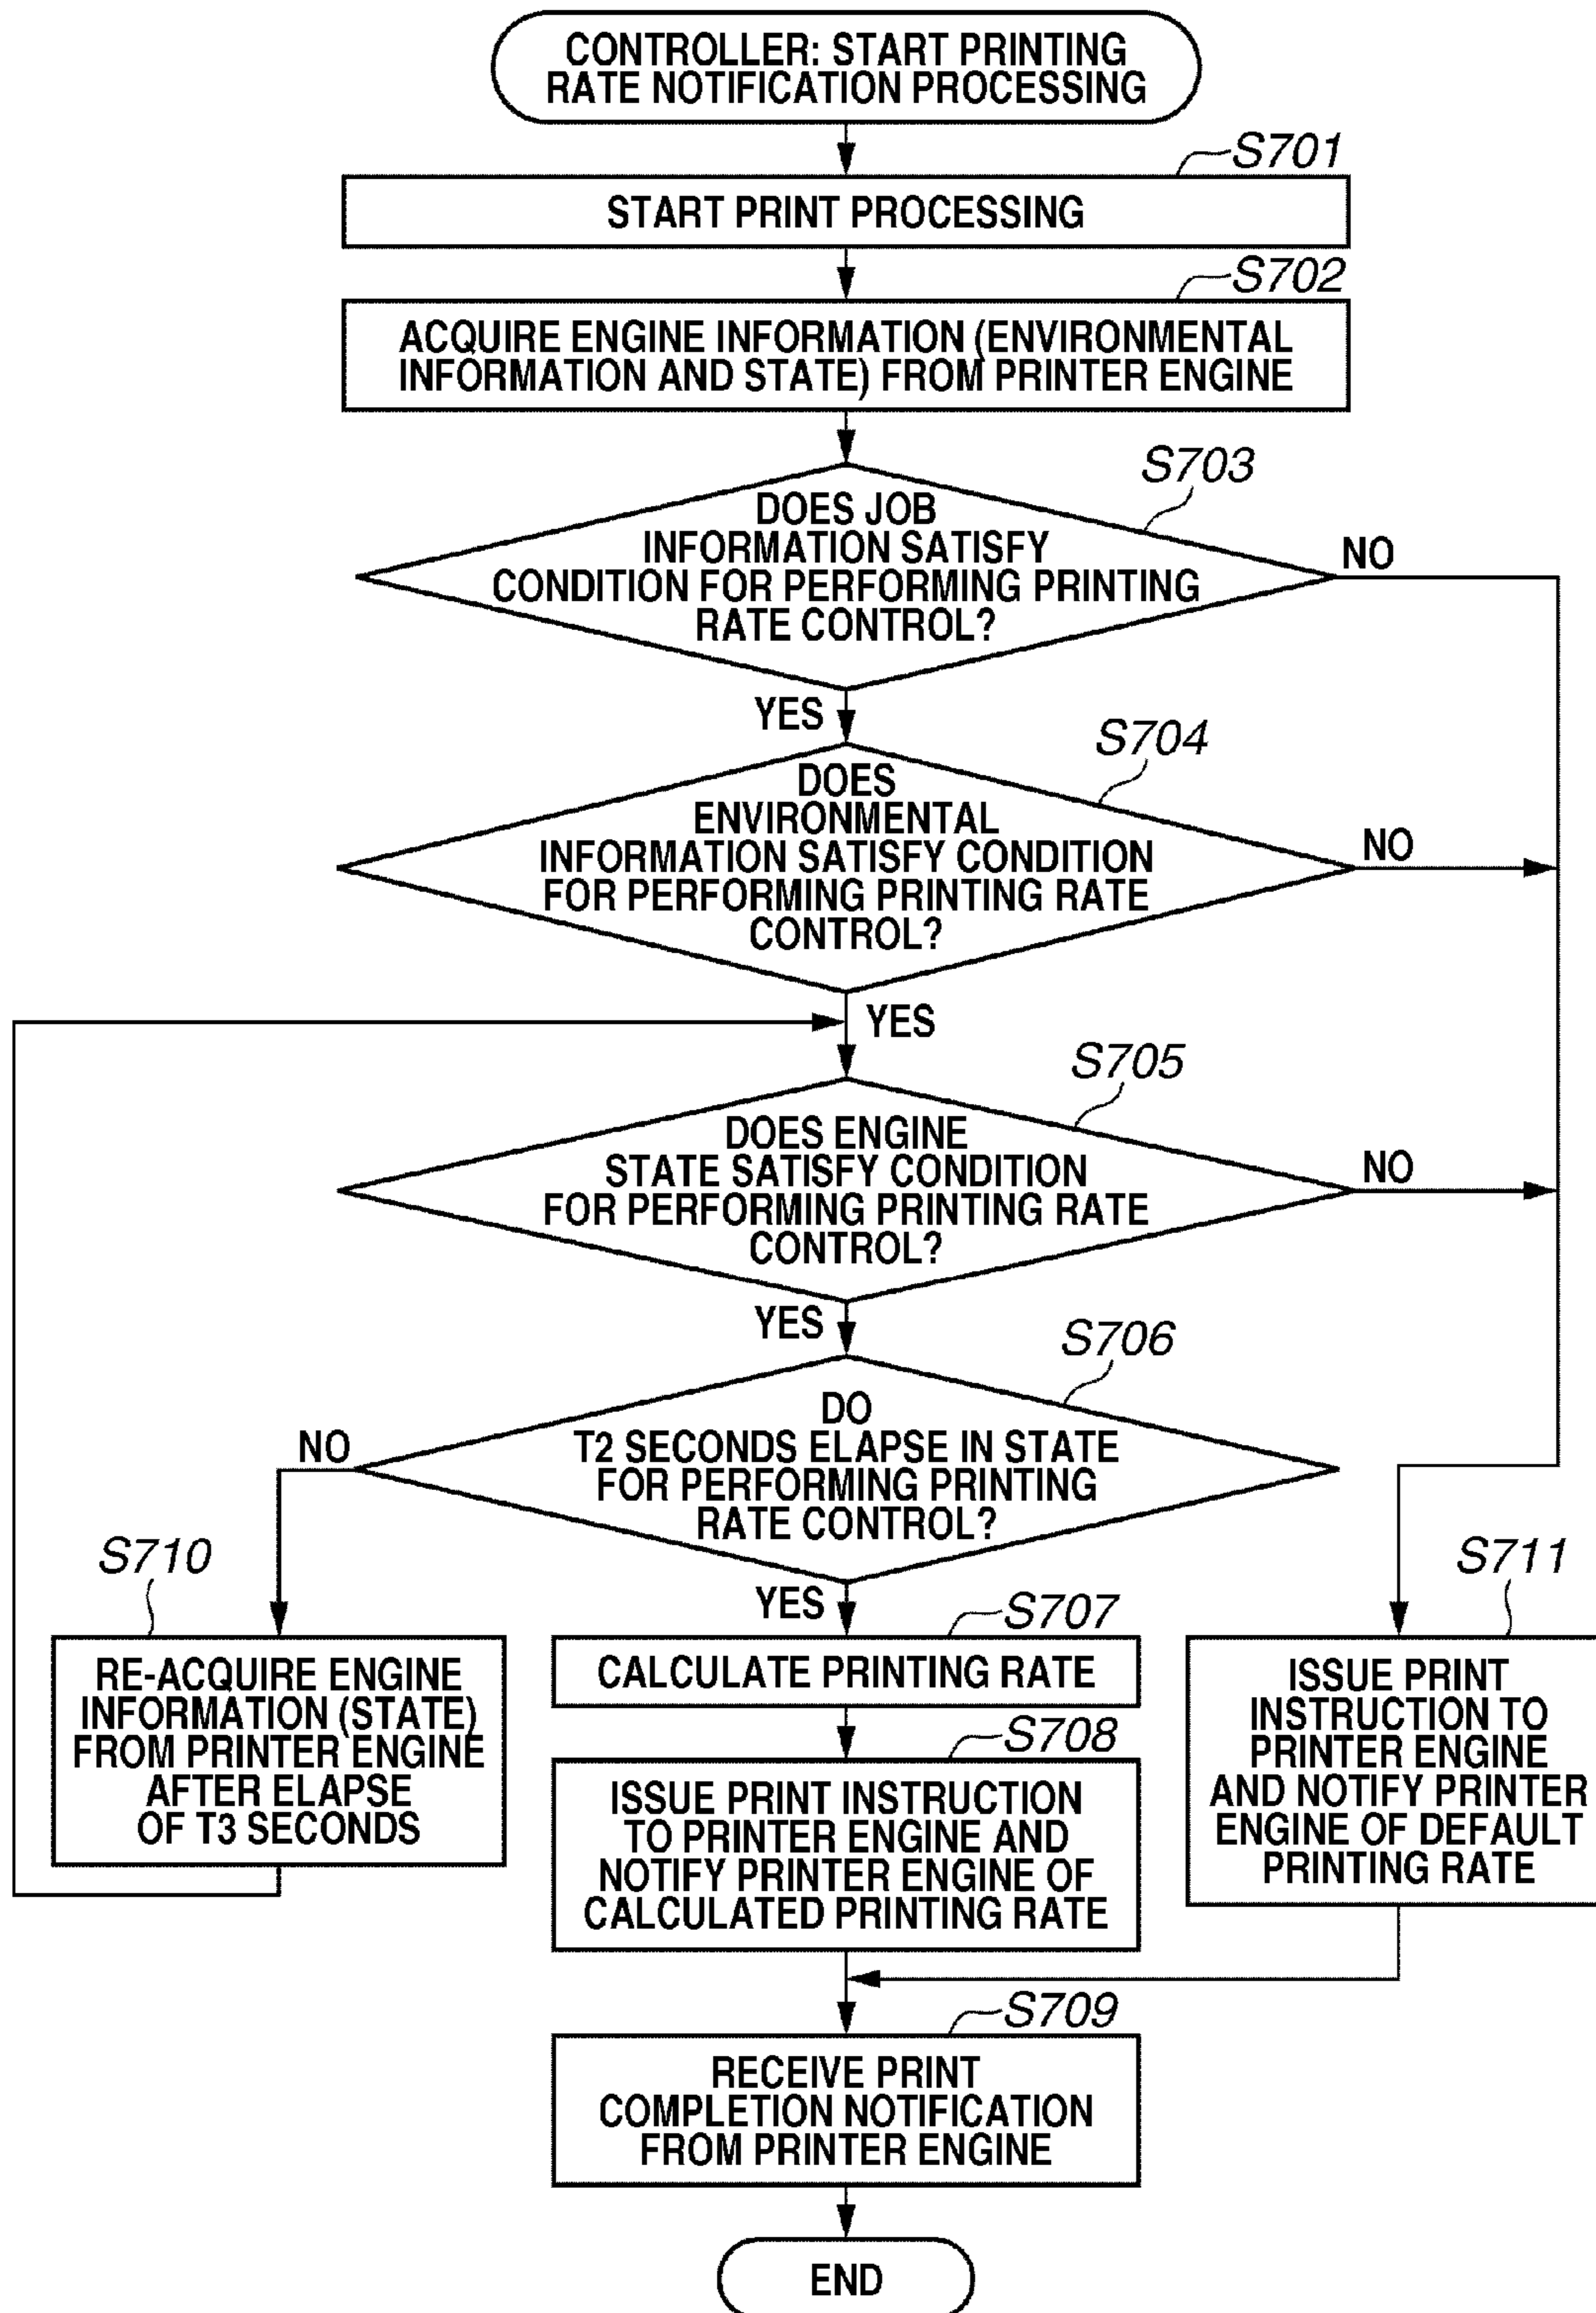 CONTROLLER: START PRINTING
RATE NOTIFICATION PROCESSING
S701
START PRINT PROCESSING
S702
ACQUIRE ENGINE INFORMATION (ENVIRONMENTAL
INFORMATION AND STATE) FROM PRINTER ENGINE
S703
DOES JOB
INFORMATION SATISFY
CONDITION FOR PERFORMING PRINTING
RATE CONTROL?
NO
YES
S704
DOES
ENVIRONMENTAL
INFORMATION SATISFY CONDITION
FOR PERFORMING PRINTING RATE
CONTROL?
NO
YES
S705
DOES ENGINE
STATE SATISFY CONDITION
FOR PERFORMING PRINTING RATE
CONTROL?
NO
YES
S706
DO
T2 SECONDS ELAPSE IN STATE
FOR PERFORMING PRINTING
RATE CONTROL?
NO
YES
S710
RE-ACQUIRE ENGINE
INFORMATION (STATE)
FROM PRINTER ENGINE
AFTER ELAPSE
OF T3 SECONDS
S707
CALCULATE PRINTING RATE
S708
ISSUE PRINT INSTRUCTION
TO PRINTER ENGINE AND
NOTIFY PRINTER ENGINE OF
CALCULATED PRINTING RATE
S711
ISSUE PRINT
INSTRUCTION TO
PRINTER ENGINE
AND NOTIFY PRINTER
ENGINE OF DEFAULT
PRINTING RATE
S709
RECEIVE PRINT
COMPLETION NOTIFICATION
FROM PRINTER ENGINE
END